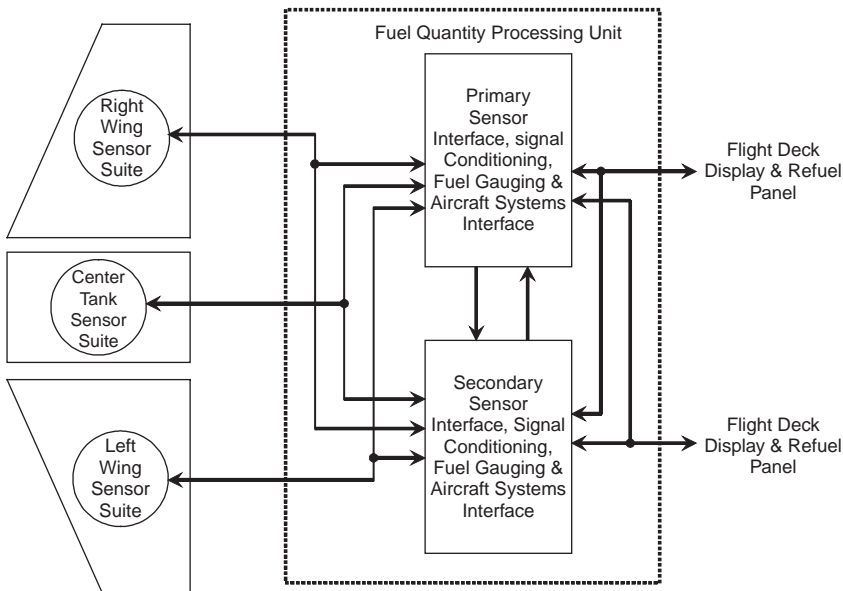 Fuel Quantity Processing Unit
Right
Wing
Sensor
Suite
Primary
Sensor
Interface, signal
Conditioning,
Fuel Gauging &
Aircraft Systems
Interface
Flight Deck
Display & Refuel
Panel
Center
Tank
Sensor
Suite
Secondary
Sensor
Interface, Signal
Conditioning,
Fuel Gauging &
Aircraft Systems
Interface
Flight Deck
Display & Refuel
Panel
Left
Wing
Sensor
Suite